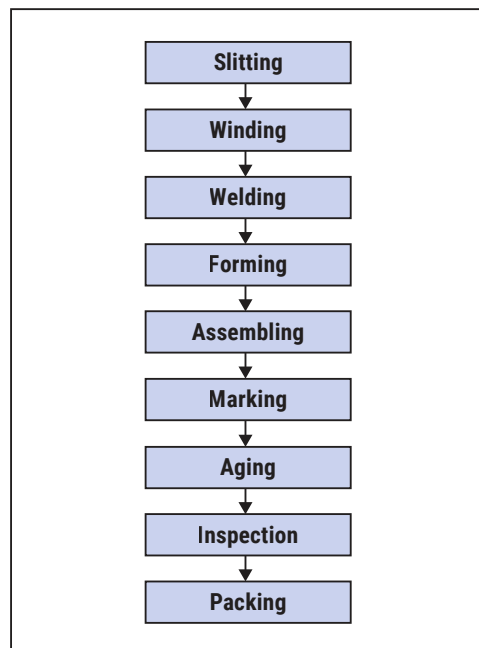 Slitting
Winding
Welding
Forming
Assembling
Marking
Aging
Inspection
Packing